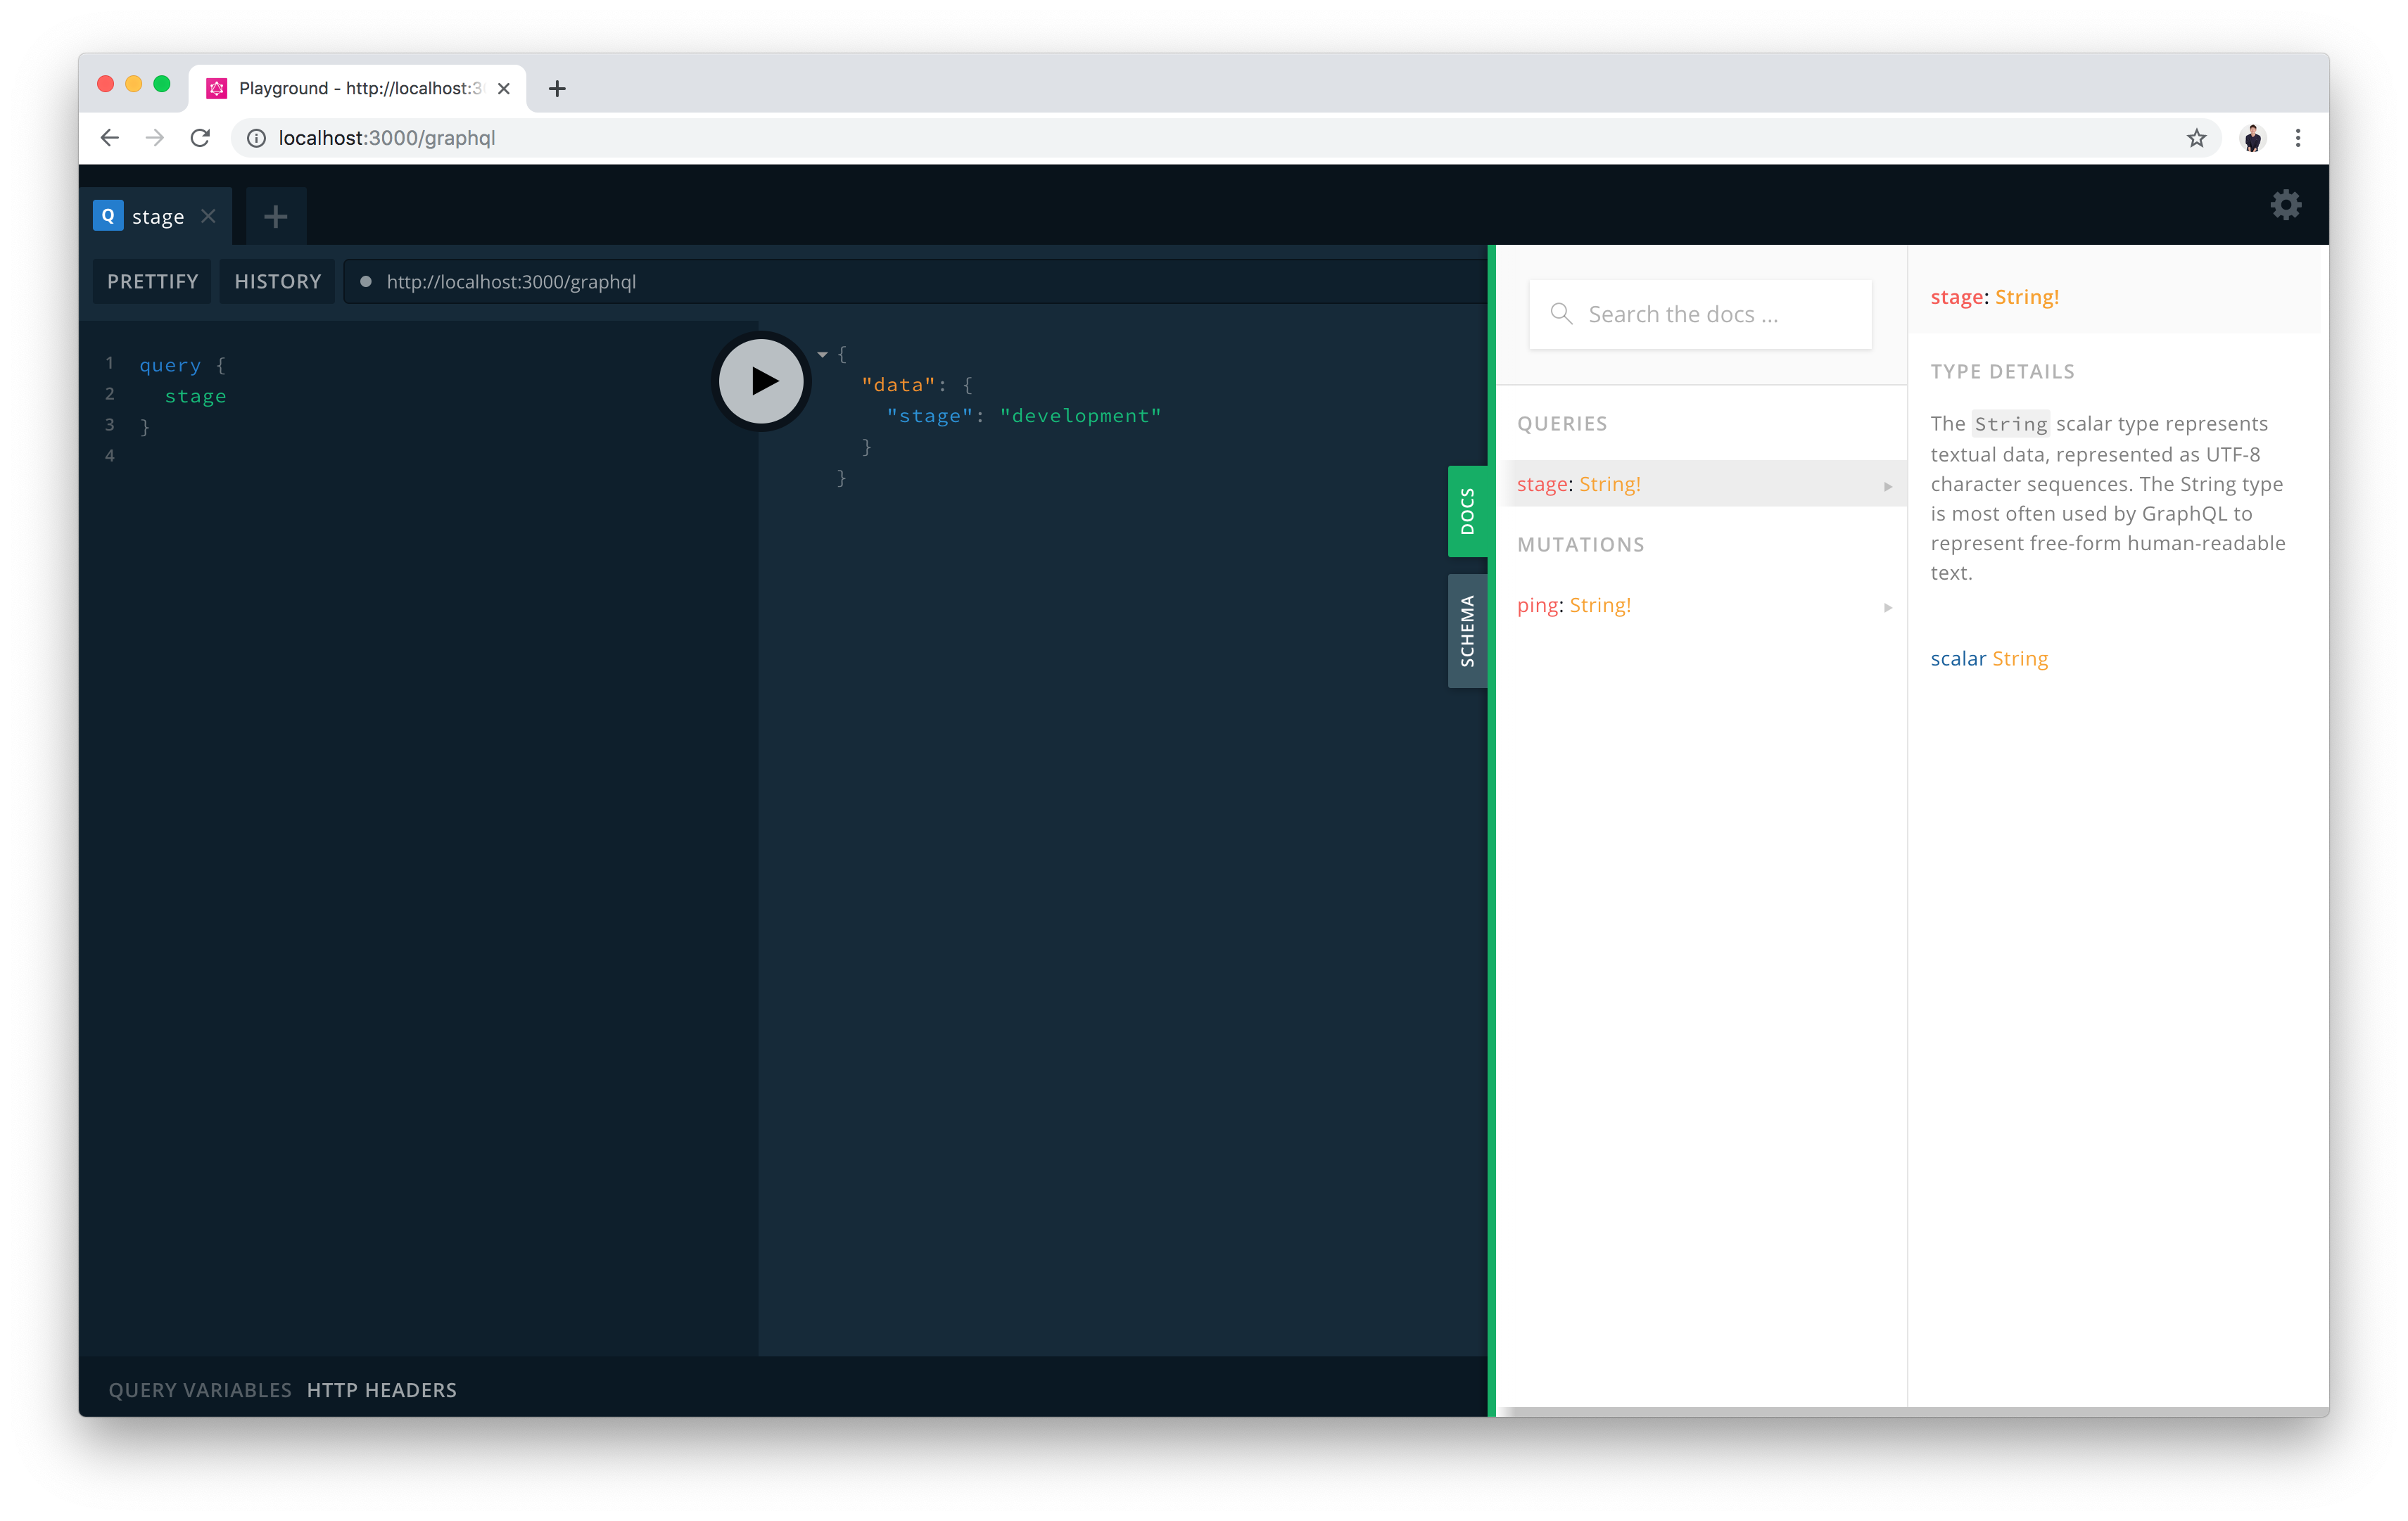 Playground - http://localhost:3
localhost:3000/graphql
Q stage
PRETTIFY HISTORY http://localhost:3000/graphql
1 query {
2   stage
3 }
4
{
"data": {
"stage": "development"
}
}
DOCS
SCHEMA
Search the docs ...
QUERIES
stage: String!
MUTATIONS
ping: String!
stage: String!
TYPE DETAILS
The String scalar type represents
textual data, represented as UTF-8
character sequences. The String type
is most often used by GraphQL to
represent free-form human-readable
text.
scalar String
QUERY VARIABLES HTTP HEADERS